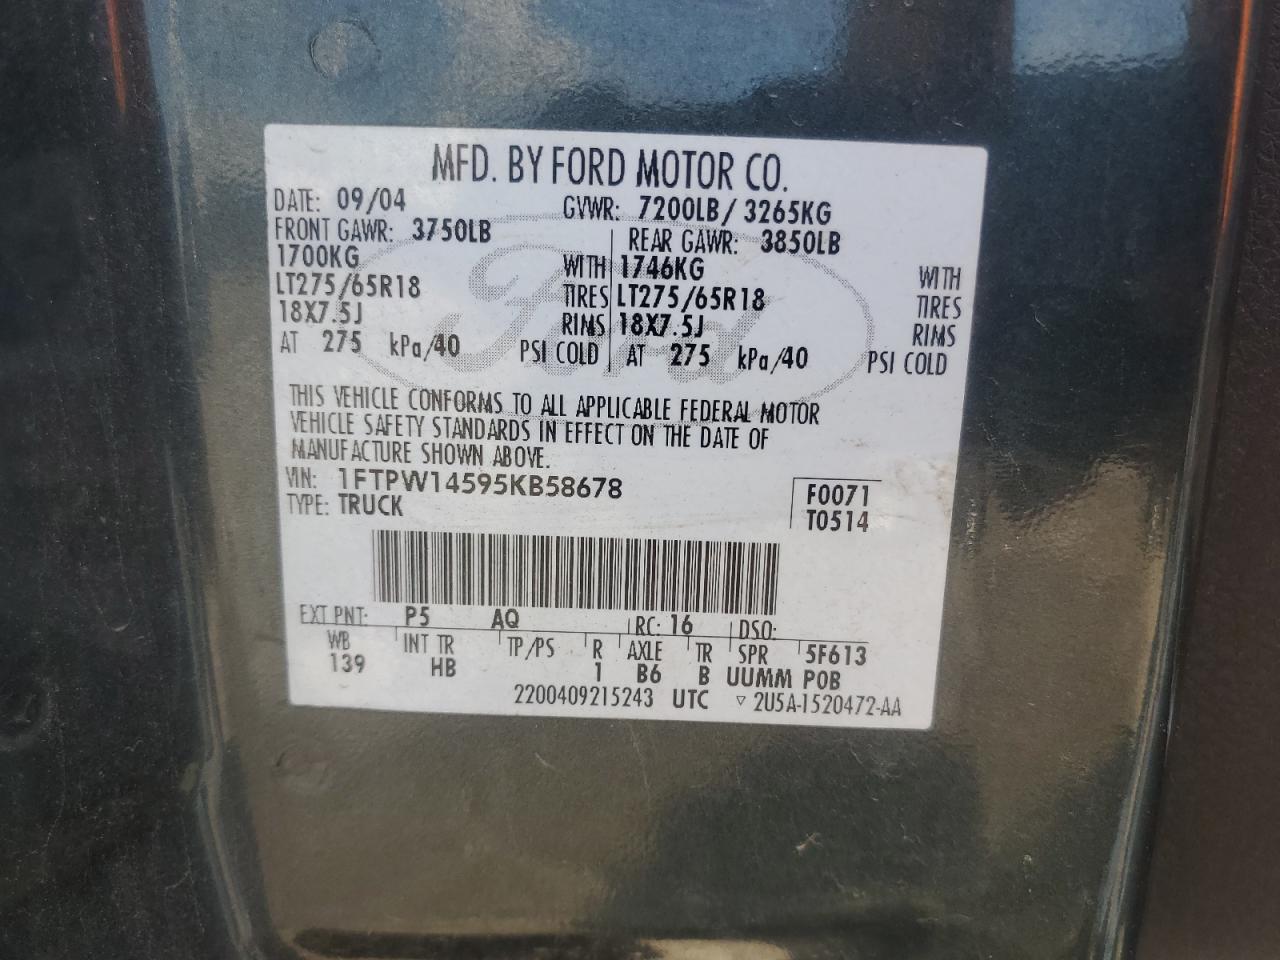 MFD. BY FORD MOTOR CO.
DATE: 09/04 GVWR: 7200LB/ 3265KG
FRONT GAWR: 3750LB REAR GAWR: 3850LB
1700KG WITH 1746KG WITH
LT275/65R18 TIRES LT275/65R18 TIRES
18X7.5J RIMS 18X7.5J RIMS
AT 275 kPa/40 PSI COLD AT 275 kPa/40 PSI COLD
Ford
THIS VEHICLE CONFORMS TO ALL APPLICABLE FEDERAL MOTOR
VEHICLE SAFETY STANDARDS IN EFFECT ON THE DATE OF
MANUFACTURE SHOWN ABOVE.
VIN: 1FTPW14595KB58678 F0071
TYPE: TRUCK T0514
EXT PNT: P5 AQ RC: 16 DSO:
WB INT TR TP/PS R AXLE TR SPR 5F613
139 HB 1 B6 B UUMM POB
2200409215243 UTC ▽ 2U5A-1520472-AA